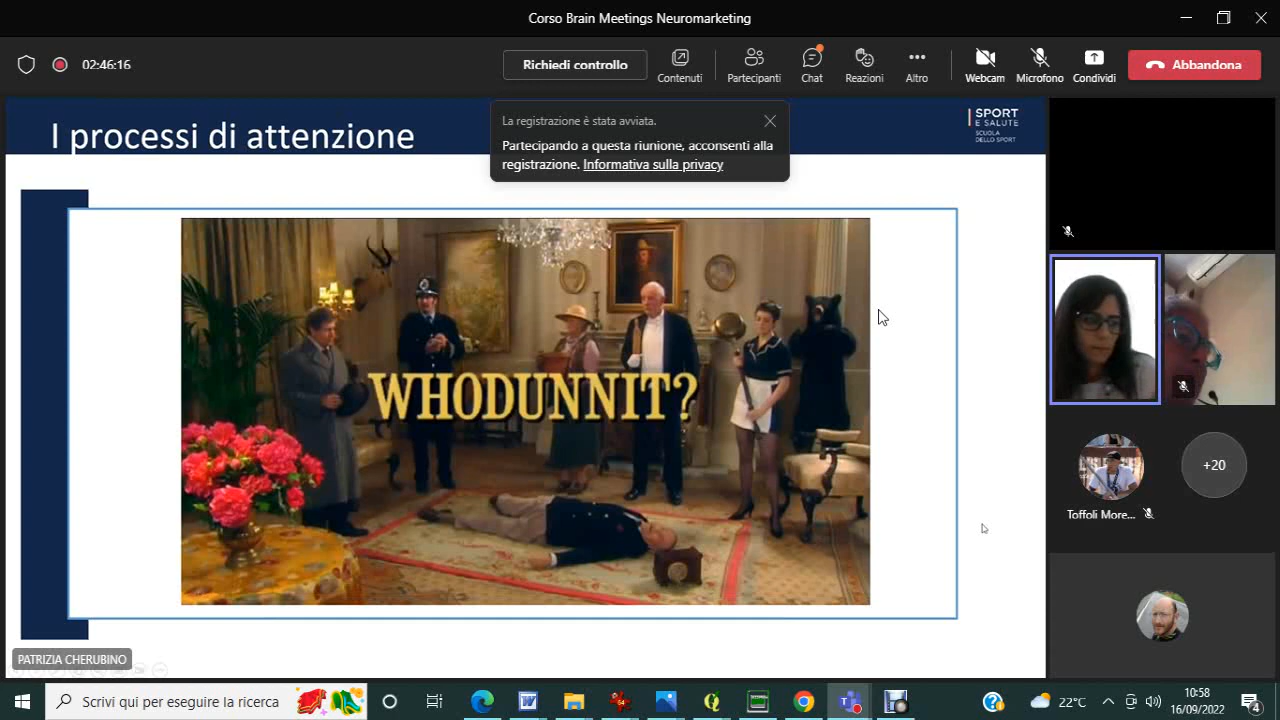 Corso Brain Meetings Neuromarketing
02:46:16
Richiedi controllo
Contenuti
Partecipanti
Chat
Reazioni
Altro
Webcam
Microfono
Condividi
Abbandona
I processi di attenzione
La registrazione è stata avviata.
Partecipando a questa riunione, acconsenti alla
registrazione. Informativa sulla privacy
SPORT
E SALUTE
SCUOLA
DELLO SPORT
WHODUNNIT?
+20
Toffoli More...
PATRIZIA CHERUBINO
Scrivi qui per eseguire la ricerca
22°C
10:58
16/09/2022
4